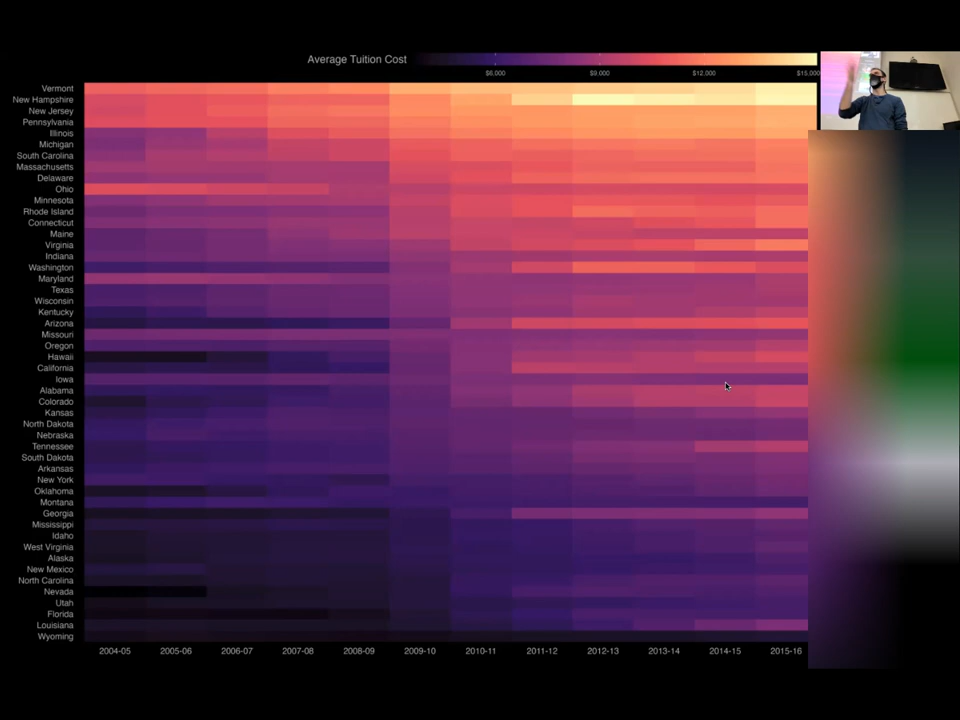 Average Tuition Cost
$6,000 $9,000 $12,000 $15,000
Vermont
New Hampshire
New Jersey
Pennsylvania
Illinois
Michigan
South Carolina
Massachusetts
Delaware
Ohio
Minnesota
Rhode Island
Connecticut
Maine
Virginia
Indiana
Washington
Maryland
Texas
Wisconsin
Kentucky
Arizona
Missouri
Oregon
Hawaii
California
Iowa
Alabama
Colorado
Kansas
North Dakota
Nebraska
Tennessee
South Dakota
Arkansas
New York
Oklahoma
Montana
Georgia
Mississippi
Idaho
West Virginia
Alaska
New Mexico
North Carolina
Nevada
Utah
Florida
Louisiana
Wyoming
2004-05 2005-06 2006-07 2007-08 2008-09 2009-10 2010-11 2011-12 2012-13 2013-14 2014-15 2015-16